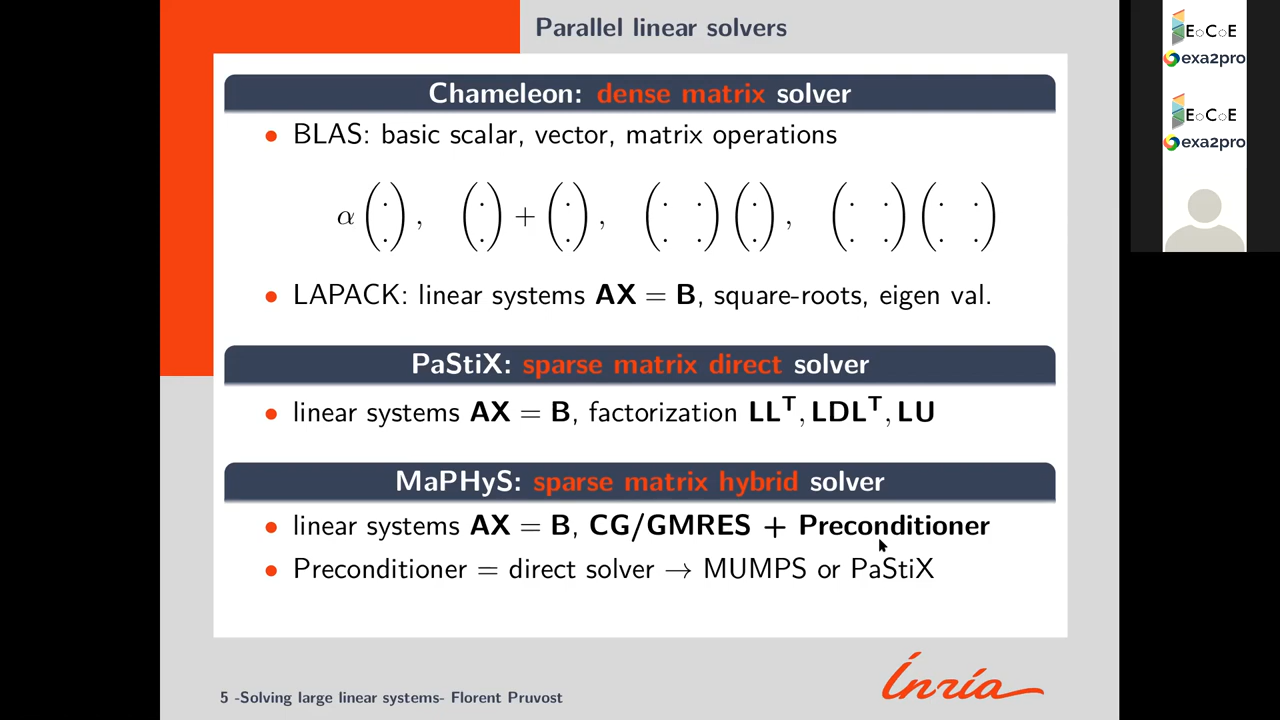 Parallel linear solvers
Chameleon: dense matrix solver
• BLAS: basic scalar, vector, matrix operations
α(: :), (: :) + (: :), (: :)(: :), (: :)(: :)
• LAPACK: linear systems AX = B, square-roots, eigen val.
PaStiX: sparse matrix direct solver
• linear systems AX = B, factorization LLᵀ, LDLᵀ, LU
MaPHyS: sparse matrix hybrid solver
• linear systems AX = B, CG/GMRES + Preconditioner
• Preconditioner = direct solver → MUMPS or PaStiX
5 -Solving large linear systems- Florent Pruvost
Inría
EoCoE
exa2pro
EoCoE
exa2pro